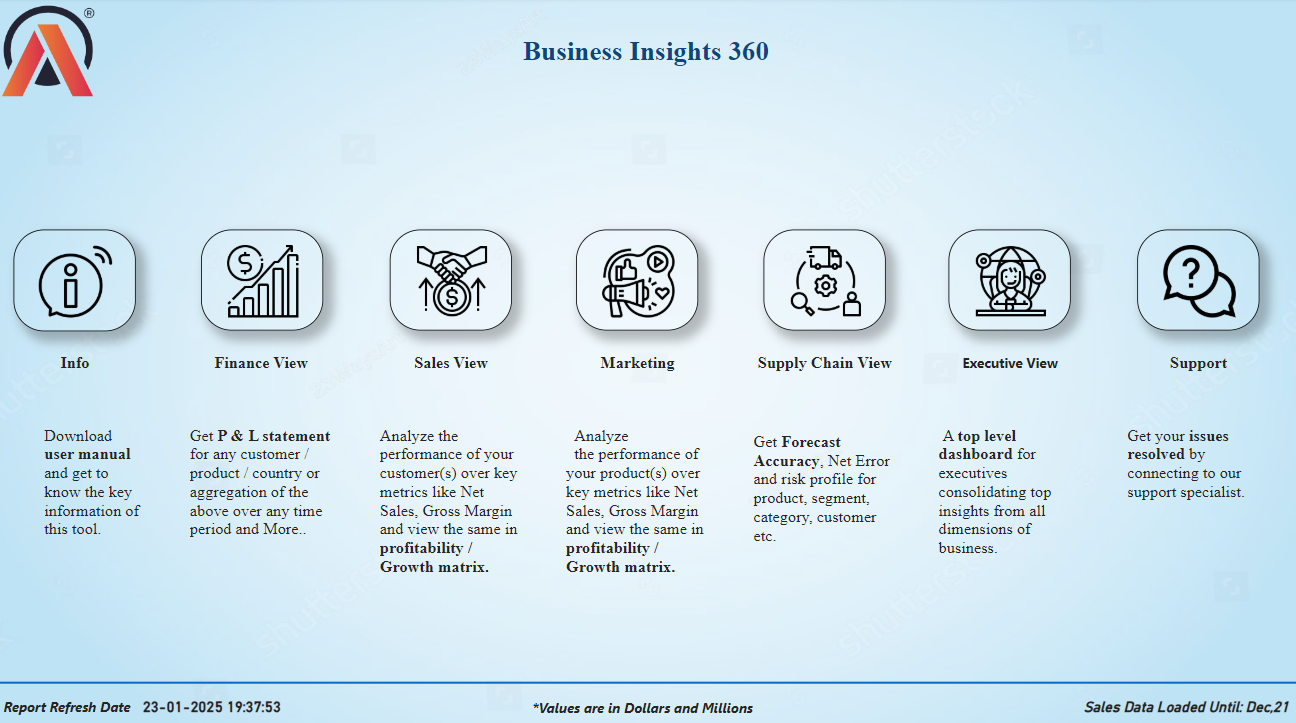 ®
Business Insights 360
Info
Finance View
Sales View
Marketing
Supply Chain View
Executive View
Support
Download
user manual
and get to
know the key
information of
this tool.
Get P & L statement
for any customer /
product / country or
aggregation of the
above over any time
period and More..
Analyze the
performance of your
customer(s) over key
metrics like Net
Sales, Gross Margin
and view the same in
profitability /
Growth matrix.
Analyze
the performance of
your product(s) over
key metrics like Net
Sales, Gross Margin
and view the same in
profitability /
Growth matrix.
Get Forecast
Accuracy, Net Error
and risk profile for
product, segment,
category, customer
etc.
A top level
dashboard for
executives
consolidating top
insights from all
dimensions of
business.
Get your issues
resolved by
connecting to our
support specialist.
Report Refresh Date 23-01-2025 19:37:53
*Values are in Dollars and Millions
Sales Data Loaded Until: Dec,21
shutterstock